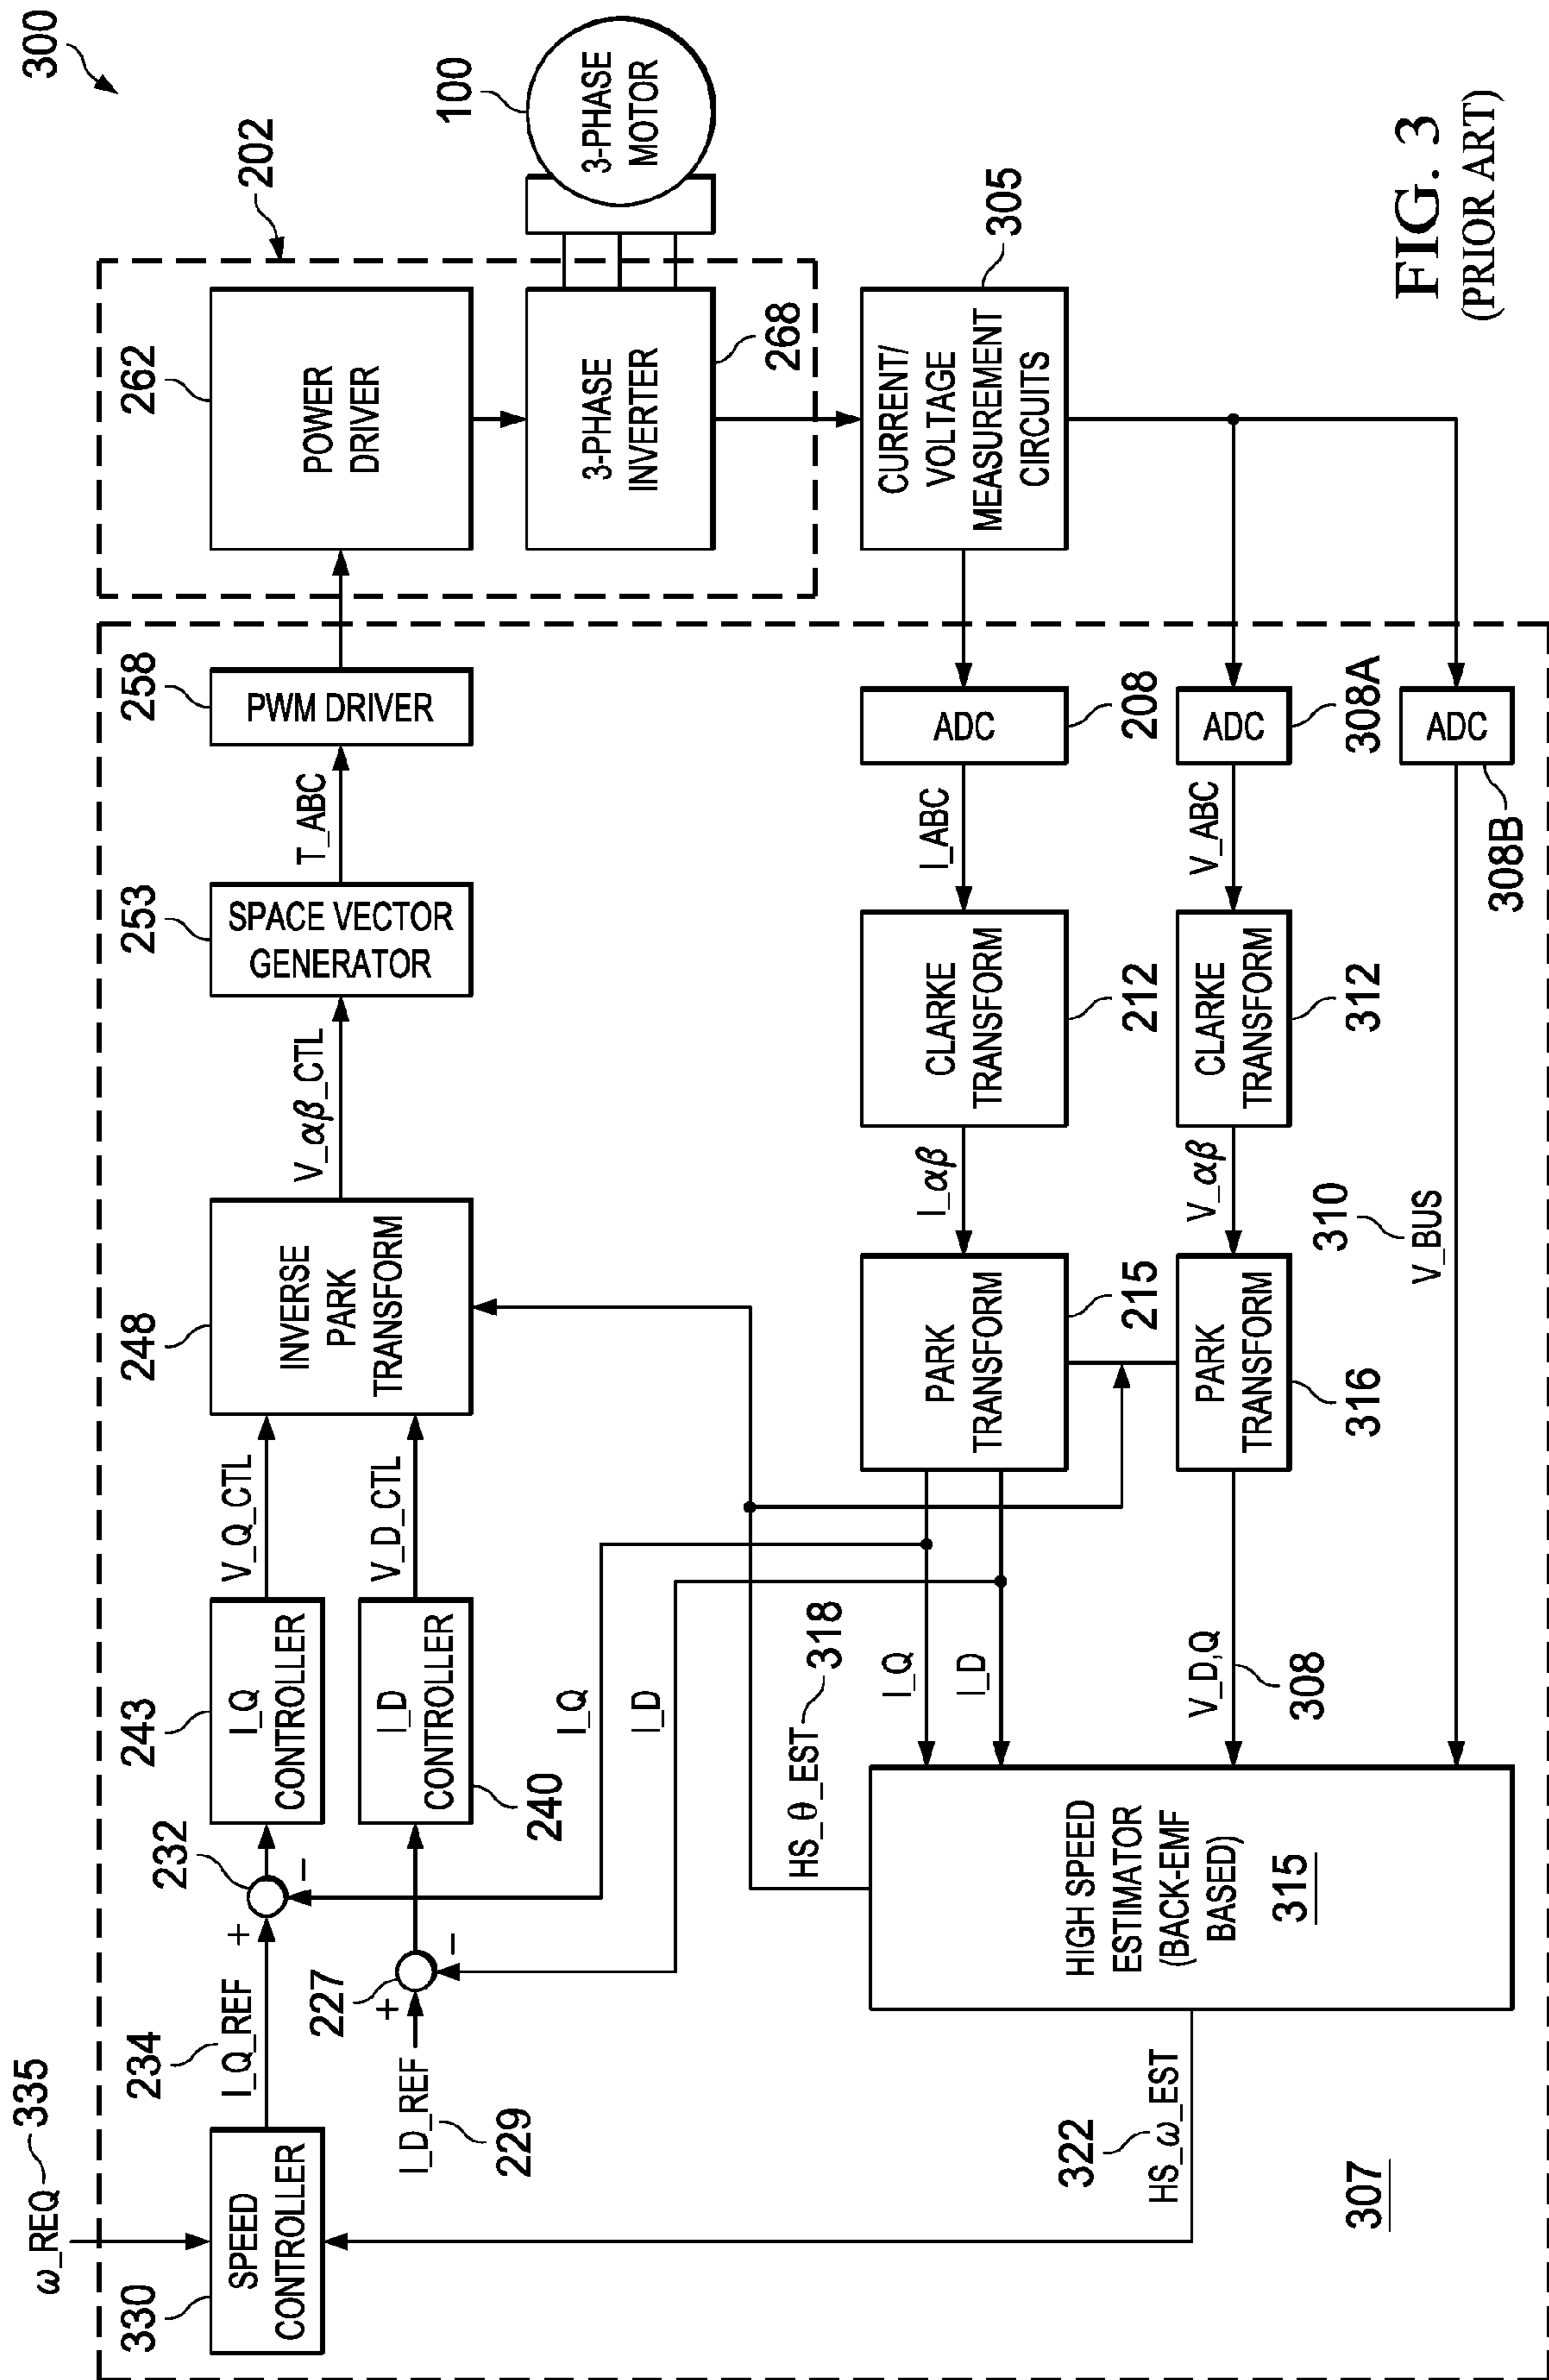 300
ω_REQ
335
330
SPEED
CONTROLLER
234
I_Q_REF
+
232
−
243
I_Q
CONTROLLER
V_Q_CTL
248
INVERSE
PARK
TRANSFORM
V_αβ_CTL
253
SPACE VECTOR
GENERATOR
T_ABC
258
PWM DRIVER
262
POWER
DRIVER
202
I_D_REF
229
227
+
−
I_D
CONTROLLER
240
V_D_CTL
I_Q
I_D
3-PHASE
INVERTER
268
100
3-PHASE
MOTOR
HS_θ_EST
318
I_Q
I_D
PARK
TRANSFORM
215
I_αβ
CLARKE
TRANSFORM
212
I_ABC
ADC
208
CURRENT/
VOLTAGE
MEASUREMENT
CIRCUITS
305
322
HS_ω_EST
HIGH SPEED
ESTIMATOR
(BACK-EMF
BASED)
315
V_D,Q
308
PARK
TRANSFORM
316
V_αβ
CLARKE
TRANSFORM
312
V_ABC
ADC
308A
310
V_BUS
ADC
308B
307
FIG. 3
(PRIOR ART)